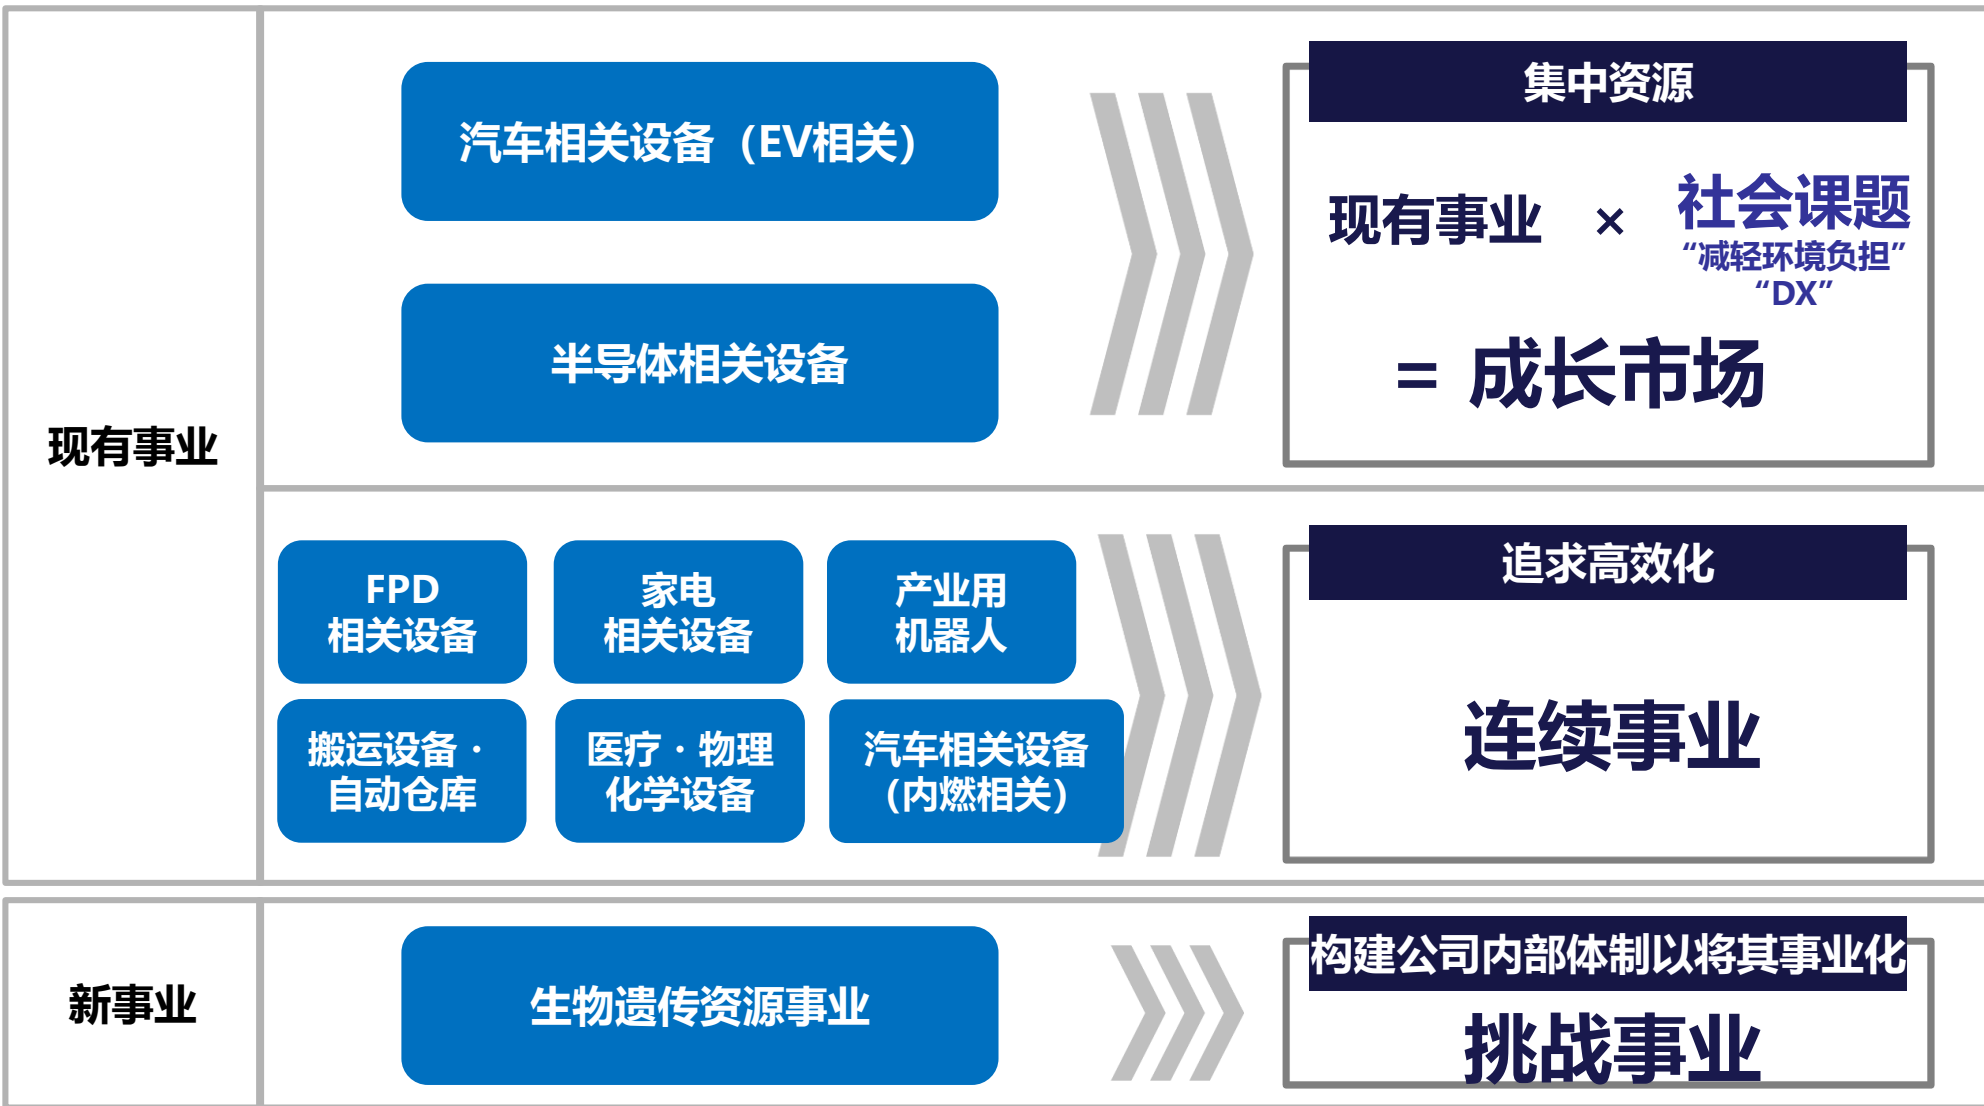 现有事业
汽车相关设备（EV相关）
半导体相关设备
集中资源
现有事业 × 社会课题
“减轻环境负担”
“DX”
= 成长市场
FPD
相关设备
家电
相关设备
产业用
机器人
搬运设备·
自动仓库
医疗·物理
化学设备
汽车相关设备
（内燃相关）
追求高效化
连续事业
新事业
生物遗传资源事业
构建公司内部体制以将其事业化
挑战事业